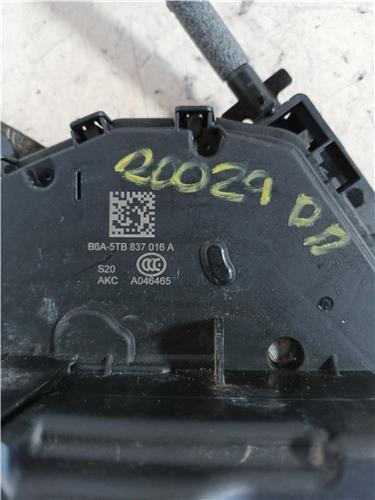 R0029 DD
B6A-5TB 837 016 A
S20
AKC A046465